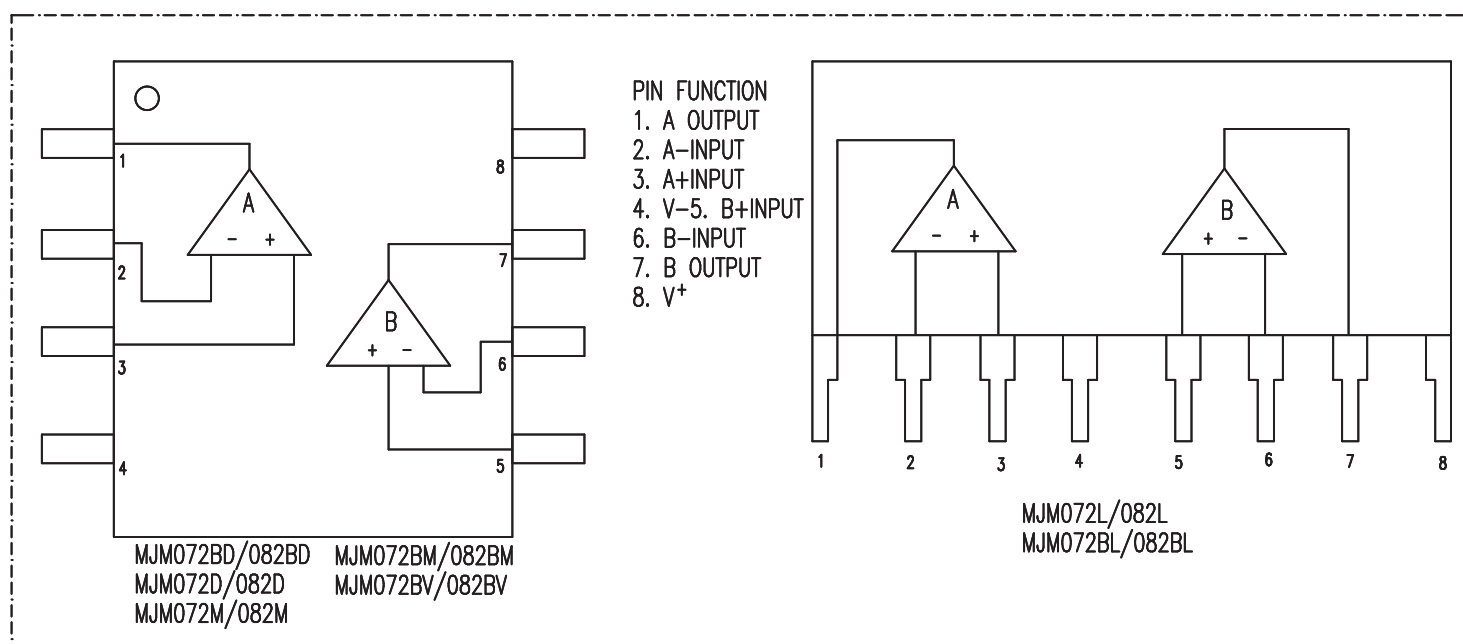 1
2
3
4
8
7
6
5
A
- +
B
+ -
PIN FUNCTION
1. A OUTPUT
2. A-INPUT
3. A+INPUT
4. V-5. B+INPUT
6. B-INPUT
7. B OUTPUT
8. V+
A
- +
B
+ -
1 2 3 4 5 6 7 8
MJM072BD/082BD MJM072BM/082BM
MJM072D/082D MJM072BV/082BV
MJM072M/082M
MJM072L/082L
MJM072BL/082BL